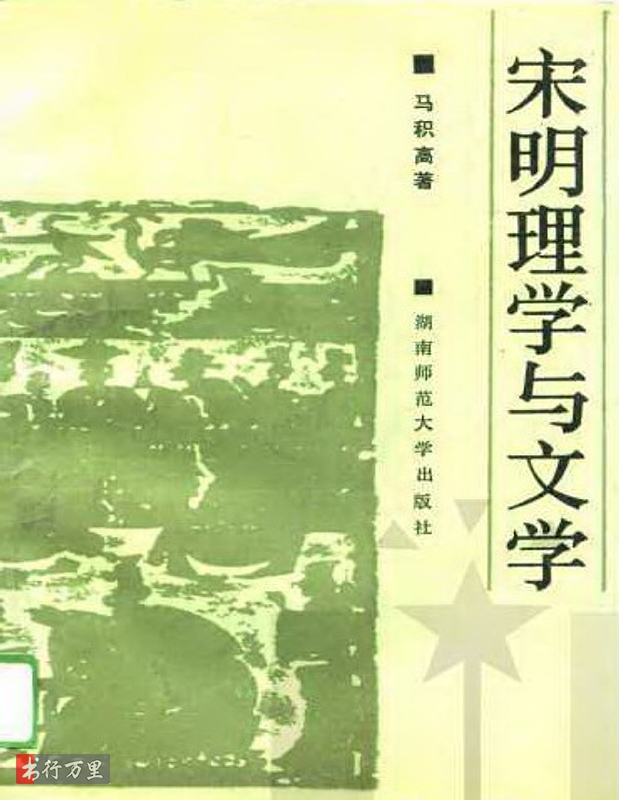 宋明理学与文学
■马积高著
■湖南师范大学出版社
书行万里